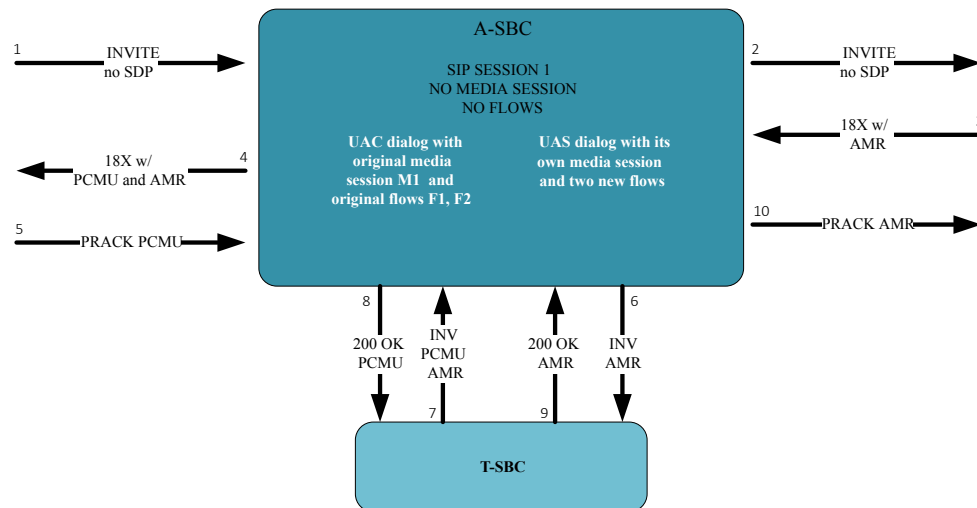 A-SBC
1
INVITE
no SDP
2
INVITE
no SDP
SIP SESSION 1
NO MEDIA SESSION
NO FLOWS
18X w/
AMR
UAC dialog with
original media
session M1 and
original flows F1, F2
UAS dialog with its
own media session
and two new flows
18X w/
PCMU and AMR
4
5
PRACK PCMU
10
PRACK AMR
8
6
200 OK
PCMU
INV
PCMU
AMR
200 OK
AMR
INV
AMR
7
9
T-SBC